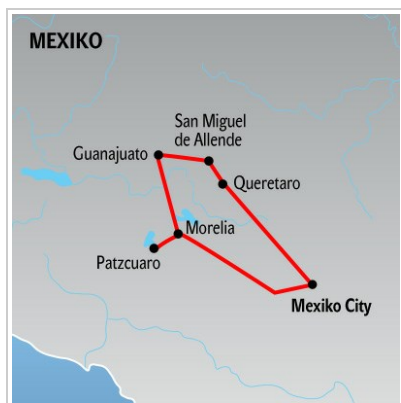 MEXIKO
San Miguel
de Allende
Guanajuato
Queretaro
Morelia
Patzcuaro
Mexiko City